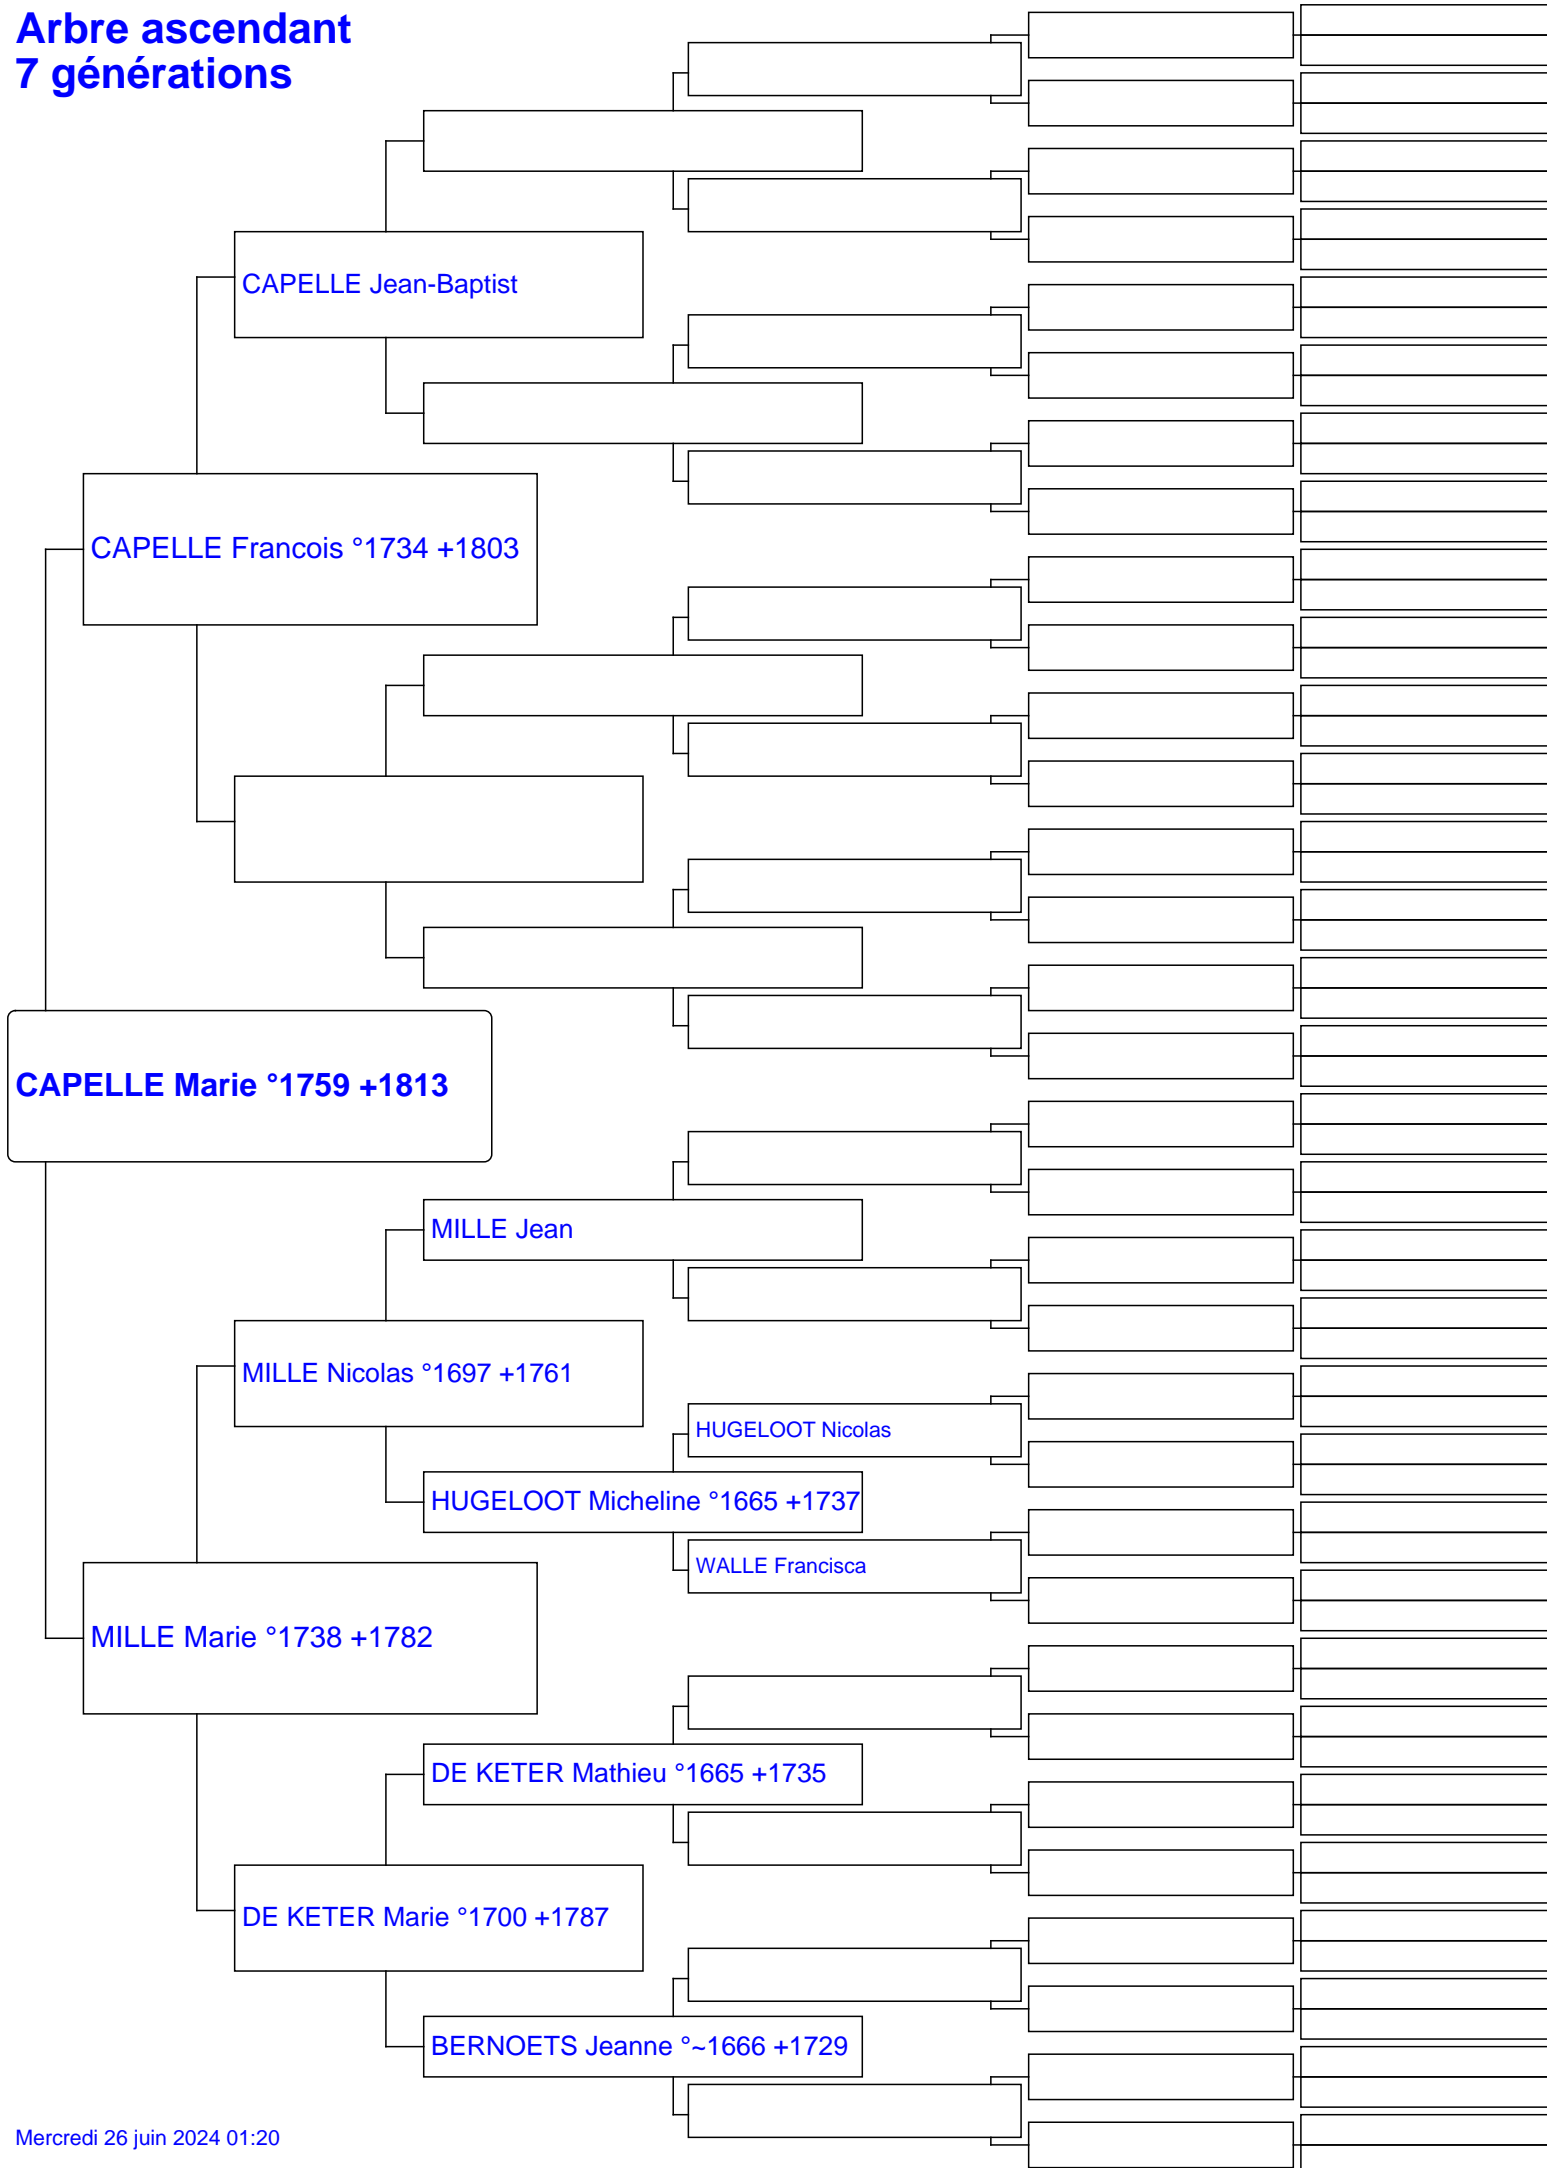 Arbre ascendant
7 générations
CAPELLE Jean-Baptist
CAPELLE Francois °1734 +1803
CAPELLE Marie °1759 +1813
MILLE Jean
MILLE Nicolas °1697 +1761
HUGELOOT Nicolas
HUGELOOT Micheline °1665 +1737
WALLE Francisca
MILLE Marie °1738 +1782
DE KETER Mathieu °1665 +1735
DE KETER Marie °1700 +1787
BERNOETS Jeanne °~1666 +1729
Mercredi 26 juin 2024 01:20